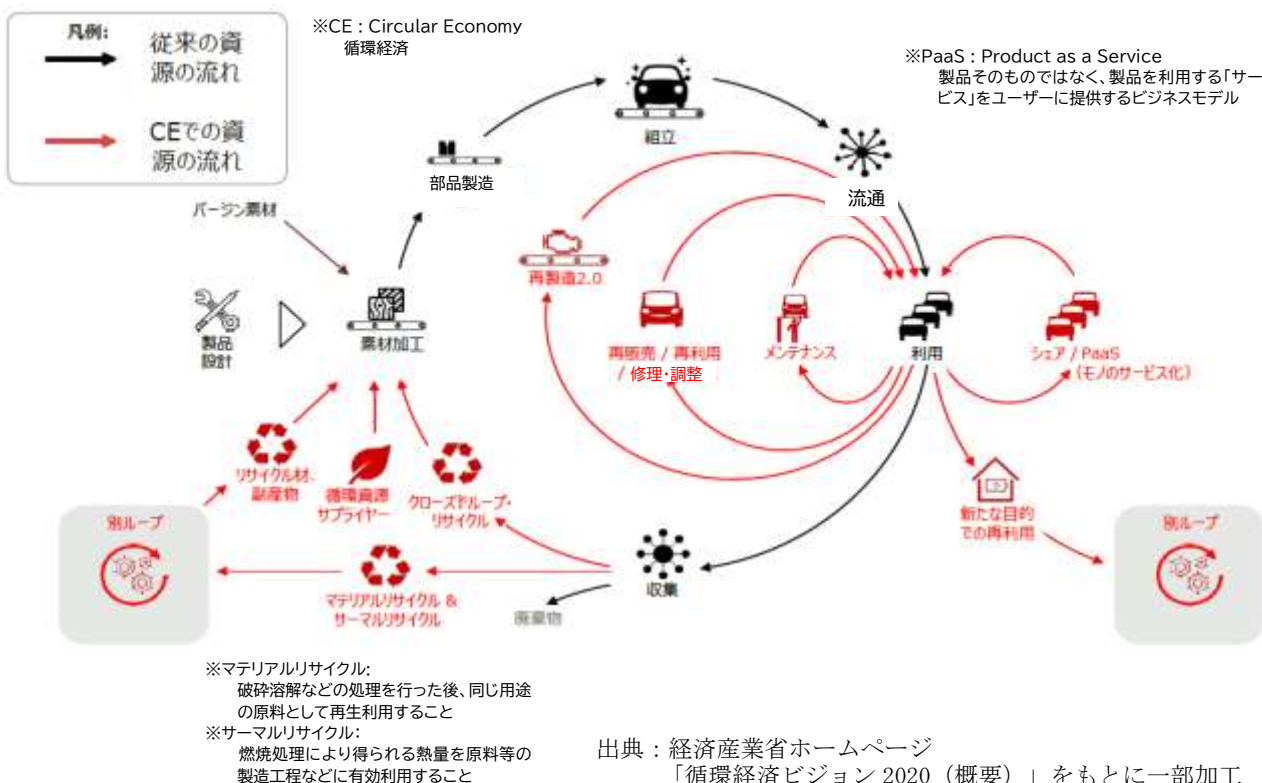 凡例:
従来の資
源の流れ
CEでの資
源の流れ
※CE : Circular Economy
循環経済
※PaaS : Product as a Service
製品そのものではなく、製品を利用する「サー
ビス」をユーザーに提供するビジネスモデル
組立
部品製造
流通
バージン素材
再製造2.0
製品
設計
素材加工
再販売 / 再利用
/ 修理・調整
メンテナンス
利用
シェア / PaaS
(モノのサービス化)
リサイクル材、
副産物
循環資源
サプライヤー
クローズドループ・
リサイクル
新たな目的
での再利用
別ループ
別ループ
マテリアルリサイクル &
サーマルリサイクル
廃棄物
収集
※マテリアルリサイクル:
破砕溶解などの処理を行った後、同じ用途
の原料として再生利用すること
※サーマルリサイクル:
燃焼処理により得られる熱量を原料等の
製造工程などに有効利用すること
出典：経済産業省ホームページ
「循環経済ビジョン 2020（概要）」をもとに一部加工